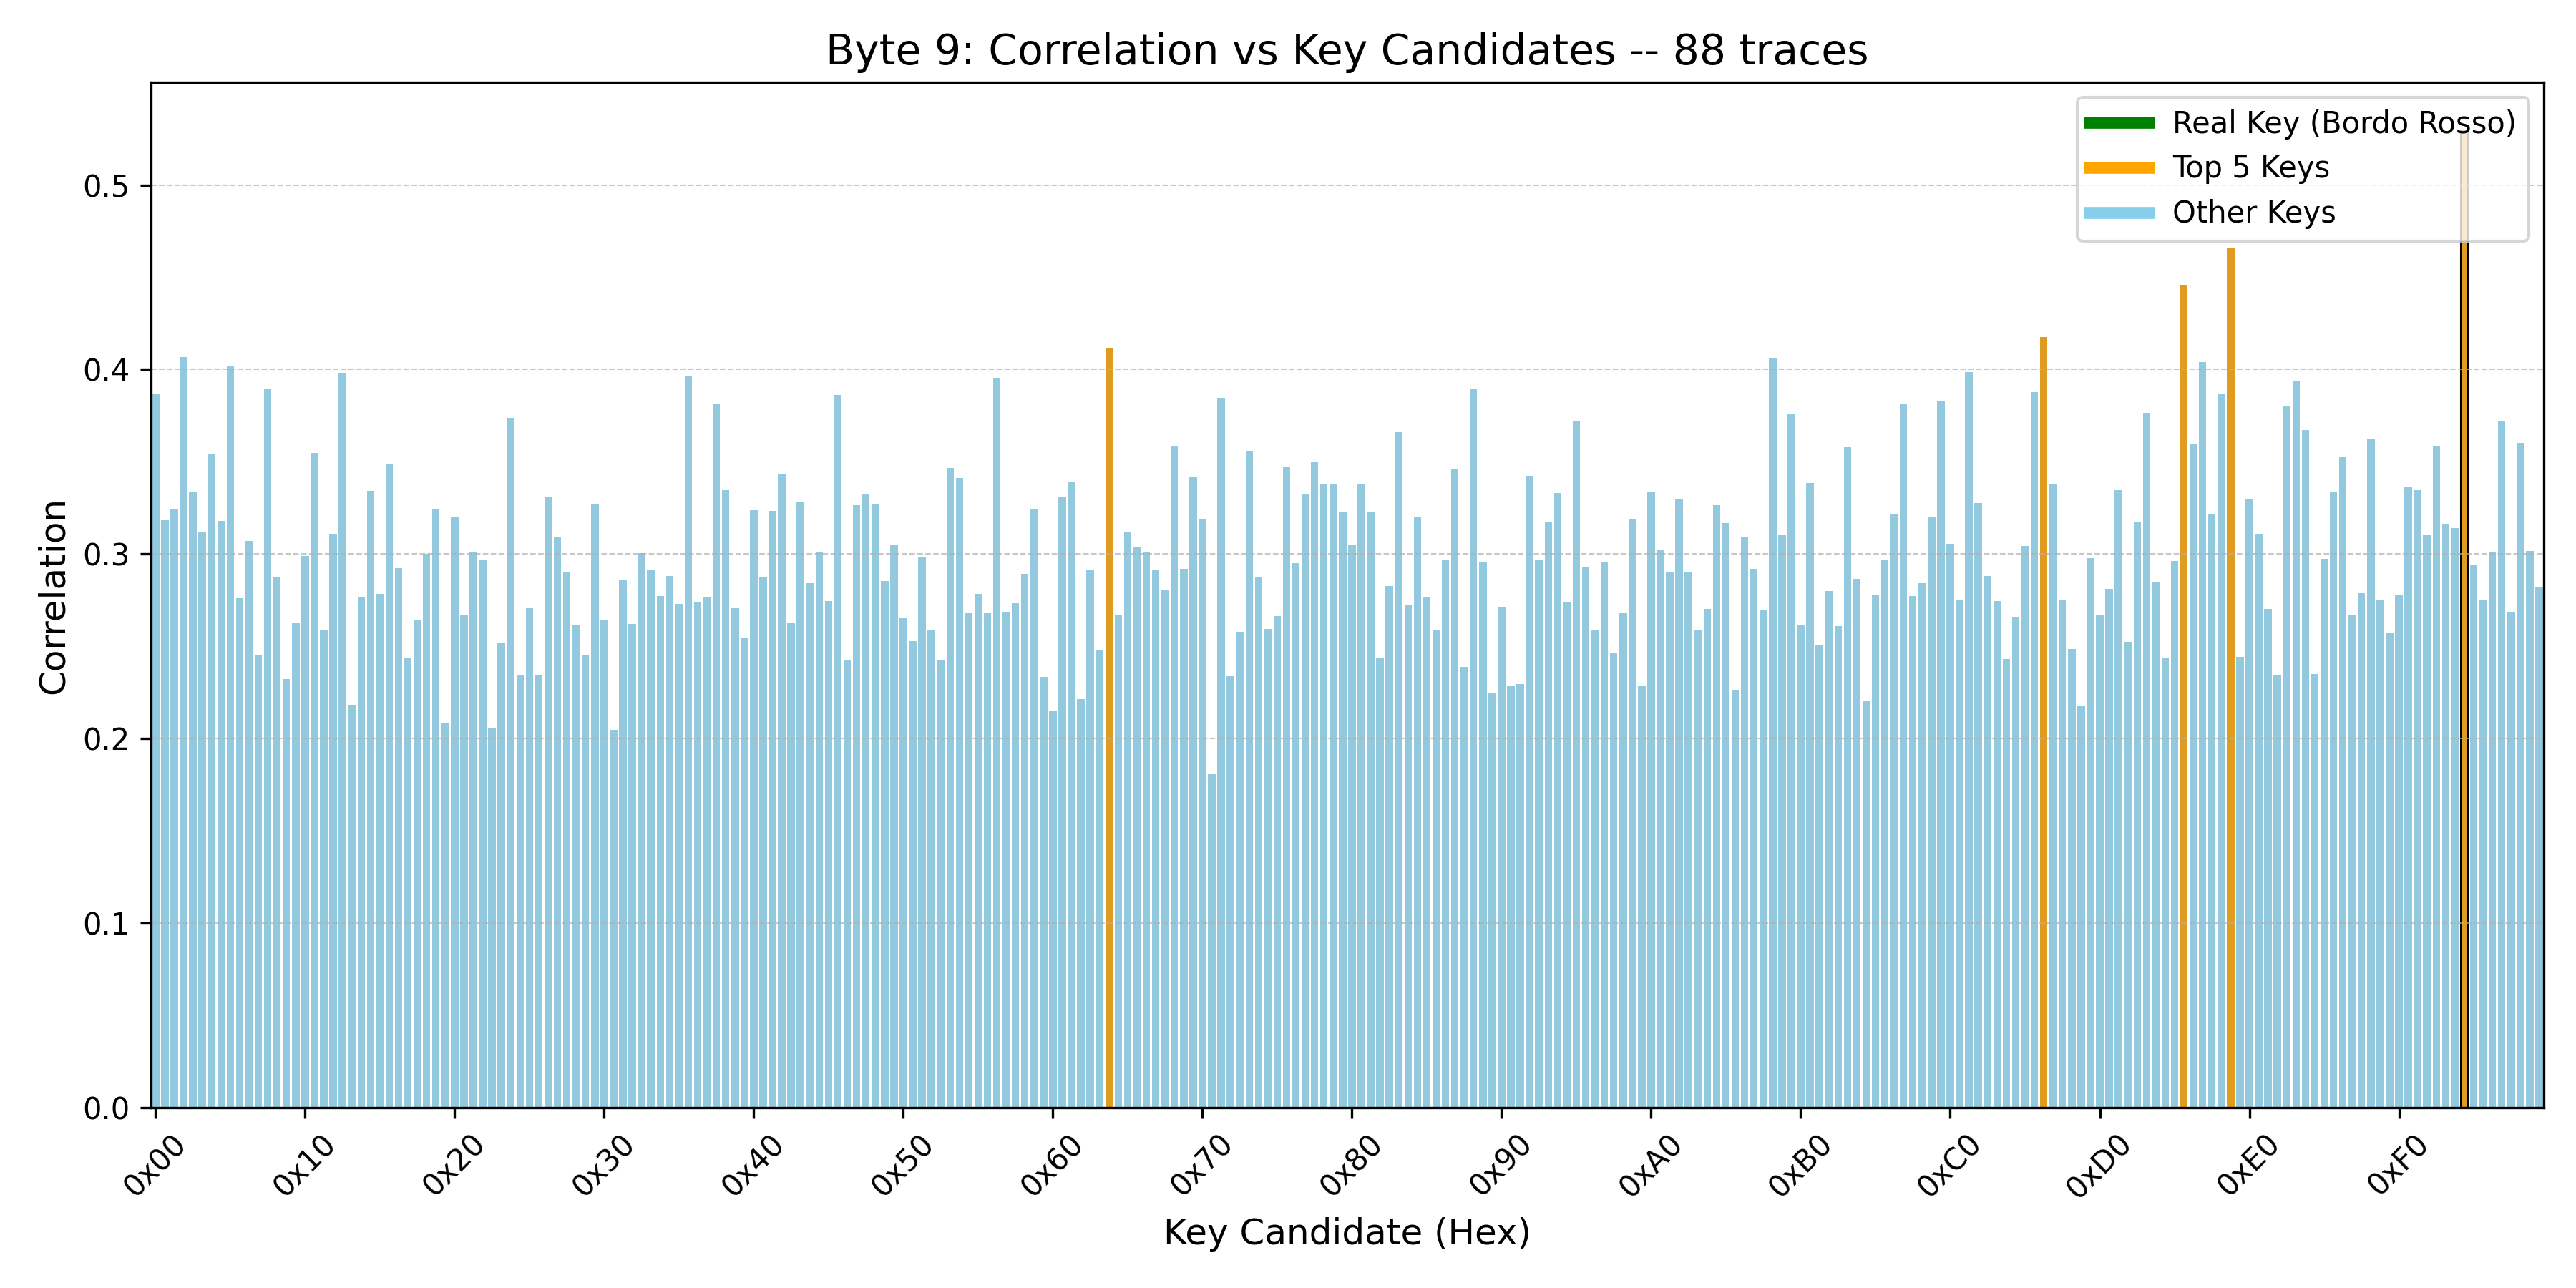 Byte 9: Correlation vs Key Candidates -- 88 traces
Real Key (Bordo Rosso)
Top 5 Keys
Other Keys
Correlation
0.5
0.4
0.3
0.2
0.1
0.0
0x00 0x10 0x20 0x30 0x40 0x50 0x60 0x70 0x80 0x90 0xA0 0xB0 0xC0 0xD0 0xE0 0xF0
Key Candidate (Hex)